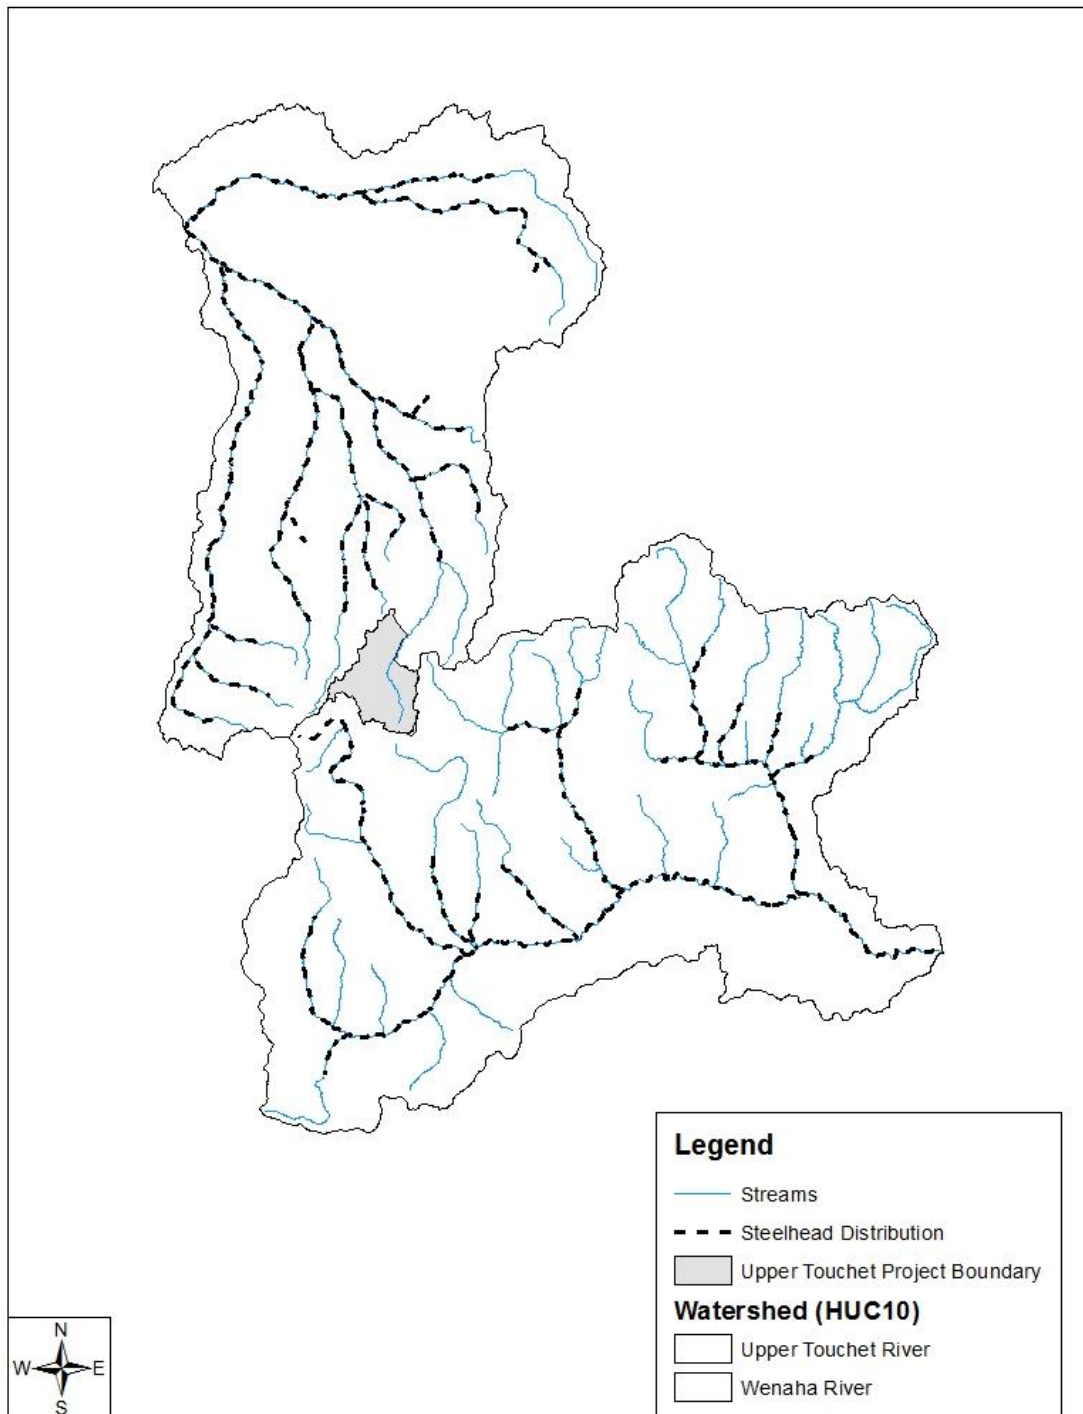 Legend
Streams
Steelhead Distribution
Upper Touchet Project Boundary
Watershed (HUC10)
Upper Touchet River
Wenaha River
N
W E
S